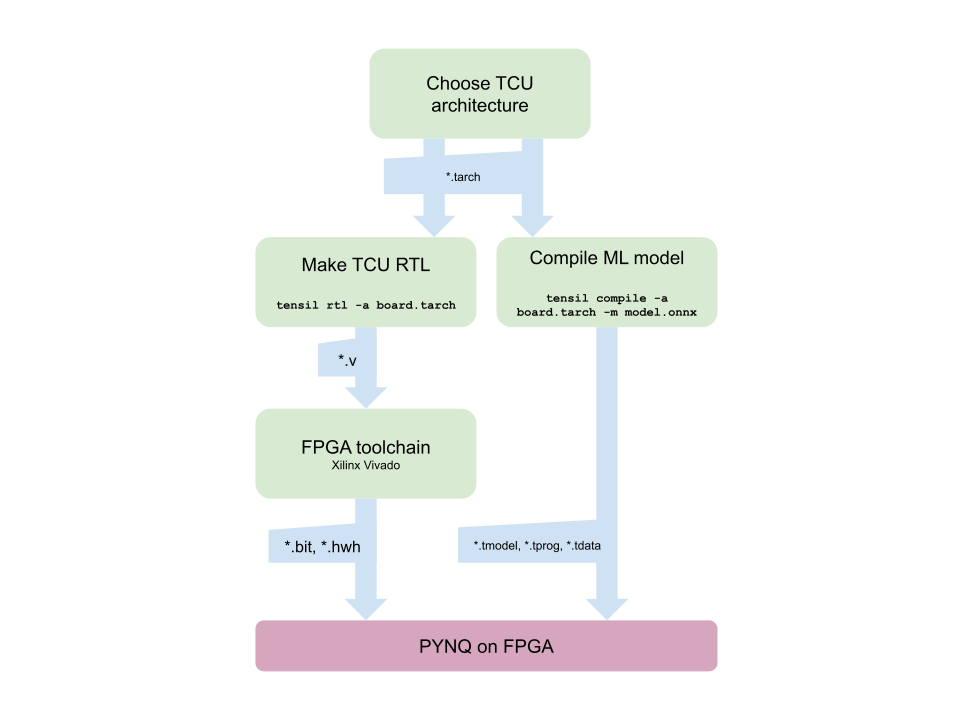 Choose TCU
architecture
*.tarch
Make TCU RTL
tensil rtl -a board.tarch
Compile ML model
tensil compile -a
board.tarch -m model.onnx
*.v
FPGA toolchain
Xilinx Vivado
*.bit, *.hwh
*.tmodel, *.tprog, *.tdata
PYNQ on FPGA